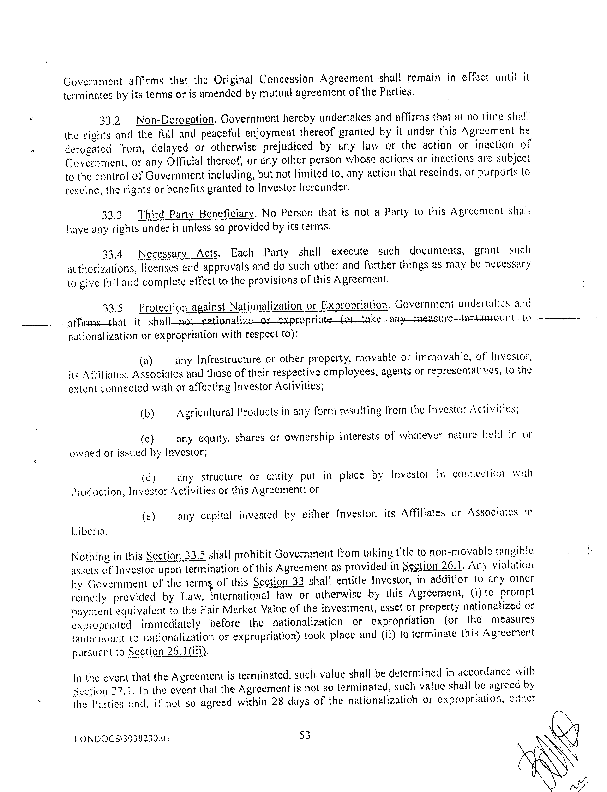 Government affirms that the Original Concession Agreement shall remain in effect until it
terminates by its terms or is amended by mutual agreement of the Parties.
33.2 Non-Derogation. Government hereby undertakes and affirms that at no time shall
the rights and the full and peaceful enjoyment thereof granted by it under this Agreement be
derogated from, delayed or otherwise prejudiced by any law or the action or inaction of
Government, or any Official thereof, or any other person whose actions or inactions are subject
to the control of Government including, but not limited to, any action that rescinds, or purports to
rescind, the rights or benefits granted to Investor hereunder.
33.3 Third Party Beneficiary. No Person that is not a Party to this Agreement shall
have any rights under it unless so provided by its terms.
33.4 Necessary Acts. Each Party shall execute such documents, grant such
authorizations, licenses and approvals and do such other and further things as may be necessary
to give full and complete effect to the provisions of this Agreement.
33.5 Protection against Nationalization or Expropriation. Government undertakes and
affirms that it shall not nationalize or expropriate (or take any measure tantamount to
nationalization or expropriation with respect to):
(a) any Infrastructure or other property, movable or immovable, of Investor,
its Affiliates, Associates and those of their respective employees, agents or representatives, to the
extent connected with or affecting Investor Activities;
(b) Agricultural Products in any form resulting from the Investor Activities;
(c) any equity, shares or ownership interests of whatever nature held in or
owned or issued by Investor;
(d) any structure or entity put in place by Investor in connection with
Production, Investor Activities or this Agreement; or
(e) any capital invested by either Investor, its Affiliates or Associates in
Liberia.
Nothing in this Section 33.5 shall prohibit Government from taking title to non-movable tangible
assets of Investor upon termination of this Agreement as provided in Section 26.1. Any violation
by Government of the terms of this Section 33 shall entitle Investor, in addition to any other
remedy provided by Law, international law or otherwise by this Agreement, (i) to prompt
payment equivalent to the Fair Market Value of the investment, asset or property nationalized or
expropriated immediately before the nationalization or expropriation (or the measures
tantamount to nationalization or expropriation) took place and (ii) to terminate this Agreement
pursuant to Section 26.1(iii).
In the event that the Agreement is terminated, such value shall be determined in accordance with
Section 27.1. In the event that the Agreement is not so terminated, such value shall be agreed by
the Parties and, if not so agreed within 28 days of the nationalization or expropriation, either
53